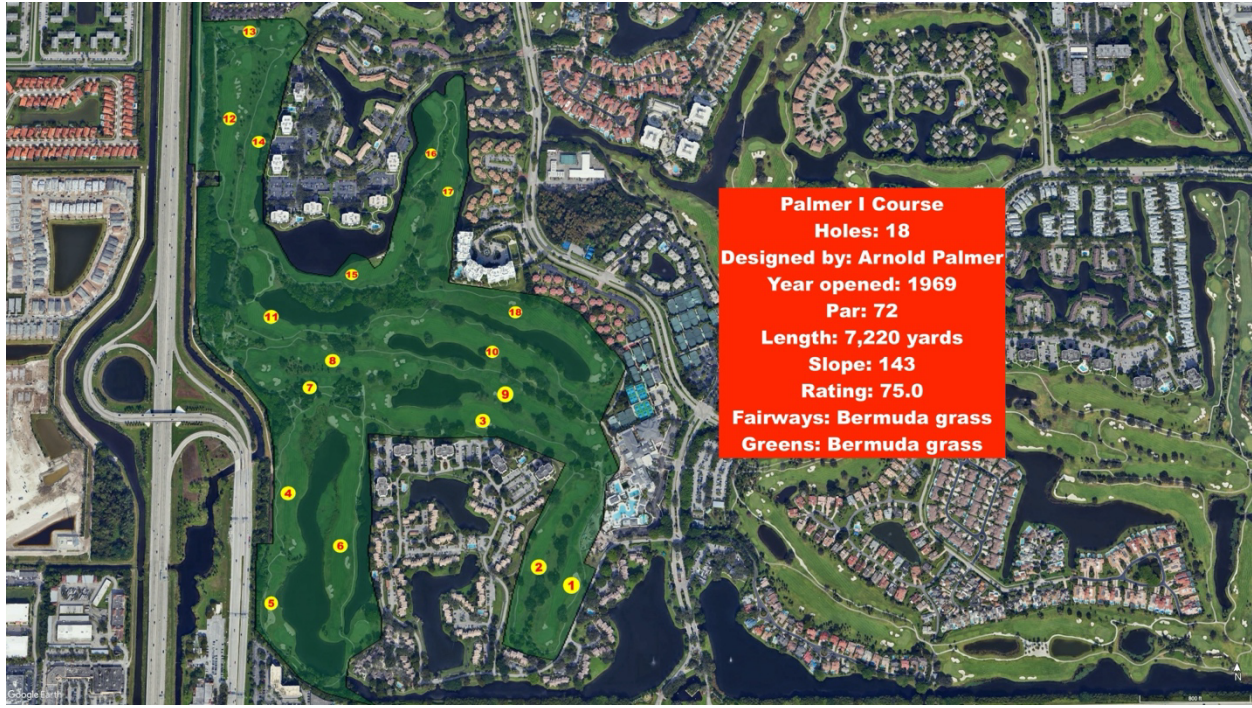 13
12
14
16
17
15
11
18
10
8
7
9
3
4
6
2
1
5
Palmer I Course
Holes: 18
Designed by: Arnold Palmer
Year opened: 1969
Par: 72
Length: 7,220 yards
Slope: 143
Rating: 75.0
Fairways: Bermuda grass
Greens: Bermuda grass
Google Earth
N
800 ft